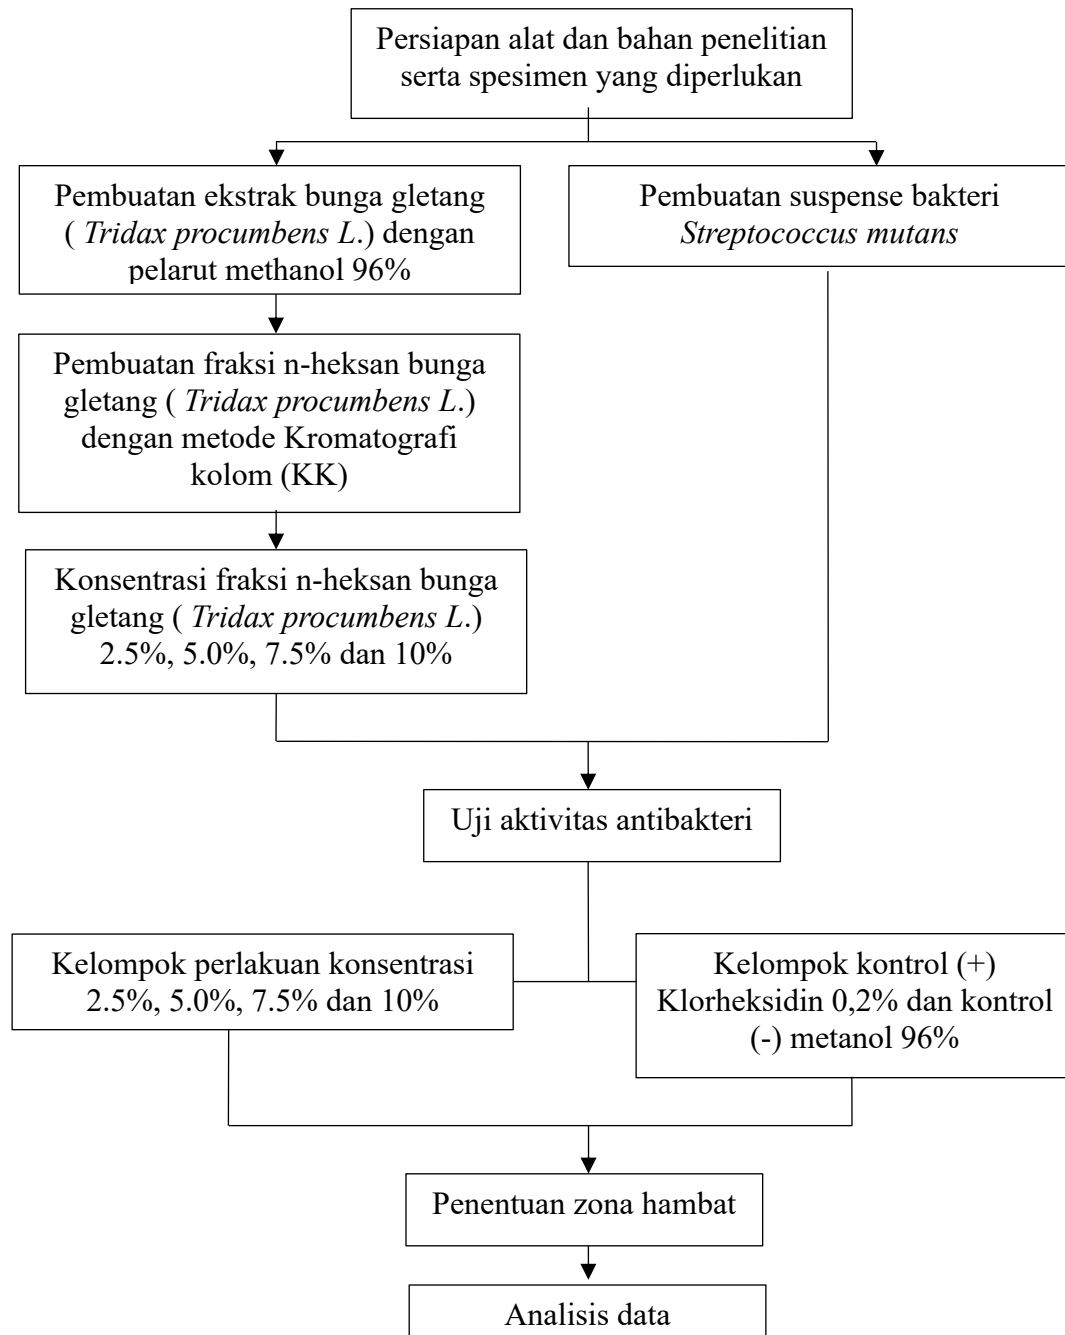 Persiapan alat dan bahan penelitian
serta spesimen yang diperlukan
Pembuatan ekstrak bunga gletang
( Tridax procumbens L.) dengan
pelarut methanol 96%
Pembuatan suspense bakteri
Streptococcus mutans
Pembuatan fraksi n-heksan bunga
gletang ( Tridax procumbens L.)
dengan metode Kromatografi
kolom (KK)
Konsentrasi fraksi n-heksan bunga
gletang ( Tridax procumbens L.)
2.5%, 5.0%, 7.5% dan 10%
Uji aktivitas antibakteri
Kelompok perlakuan konsentrasi
2.5%, 5.0%, 7.5% dan 10%
Kelompok kontrol (+)
Klorheksidin 0,2% dan kontrol
(-) metanol 96%
Penentuan zona hambat
Analisis data